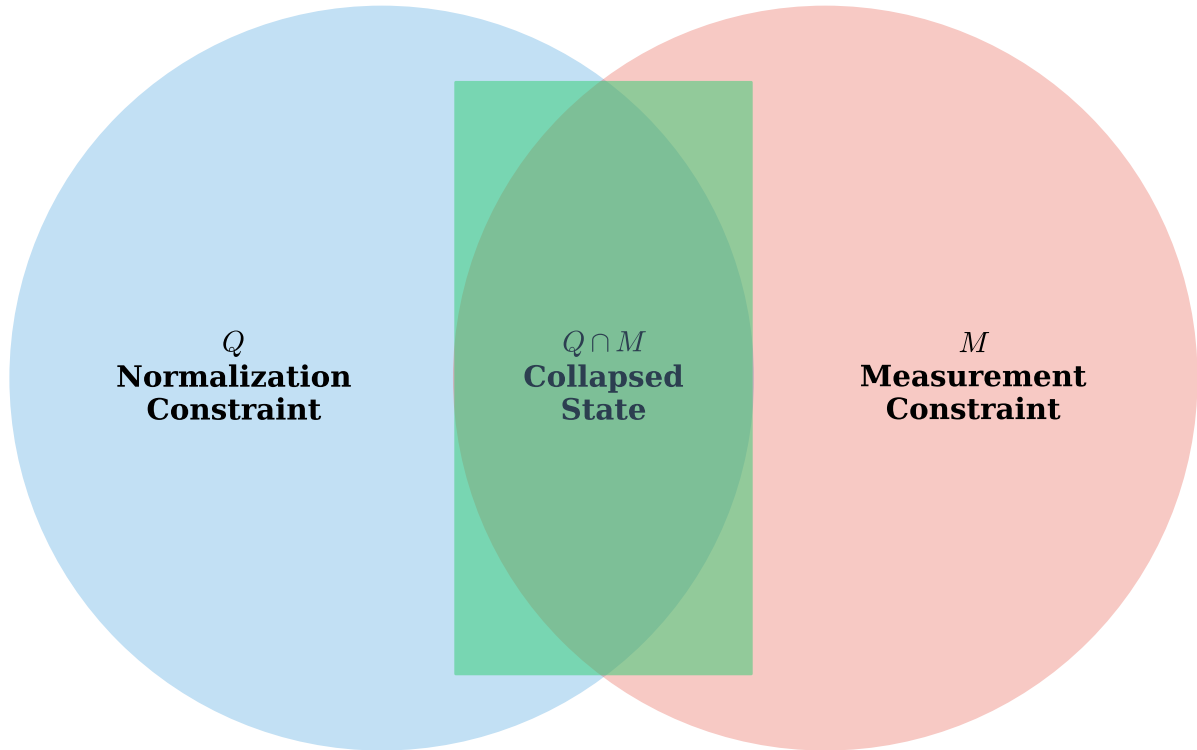 Q
Normalization
Constraint
Q ∩ M
Collapsed
State
M
Measurement
Constraint